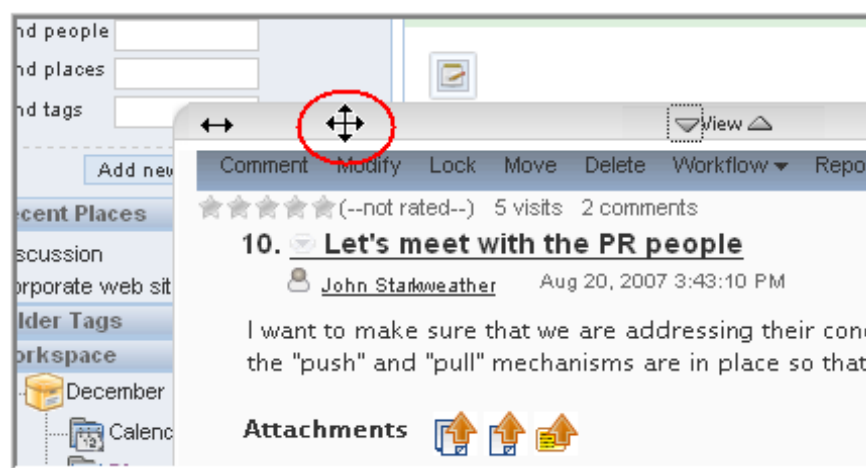 nd people
nd places
nd tags
Add new
View
Comment Modify Lock Move Delete Workflow Repo
(--not rated--) 5 visits 2 comments
10. Let's meet with the PR people
John Starkweather Aug 20, 2007 3:43:10 PM
I want to make sure that we are addressing their conc
the "push" and "pull" mechanisms are in place so that
Attachments
cent Places
scussion
orporate web sit
lder Tags
orkspace
December
Calenc